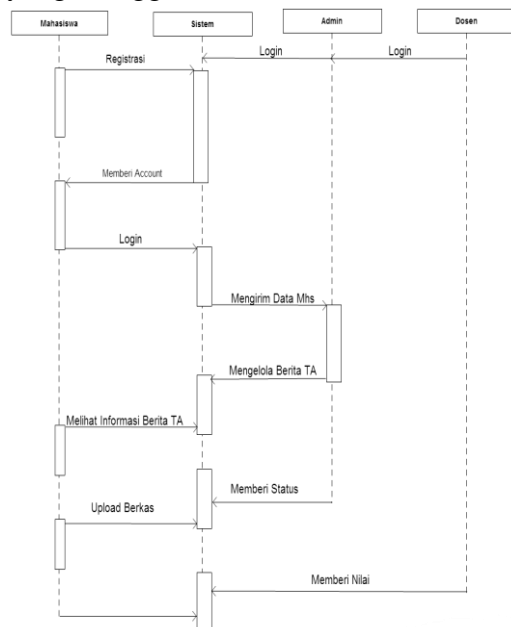 Mahasiswa
Sistem
Admin
Dosen
Login
Login
Registrasi
Memberi Account
Login
Mengirim Data Mhs
Mengelola Berita TA
Melihat Informasi Berita TA
Memberi Status
Upload Berkas
Memberi Nilai